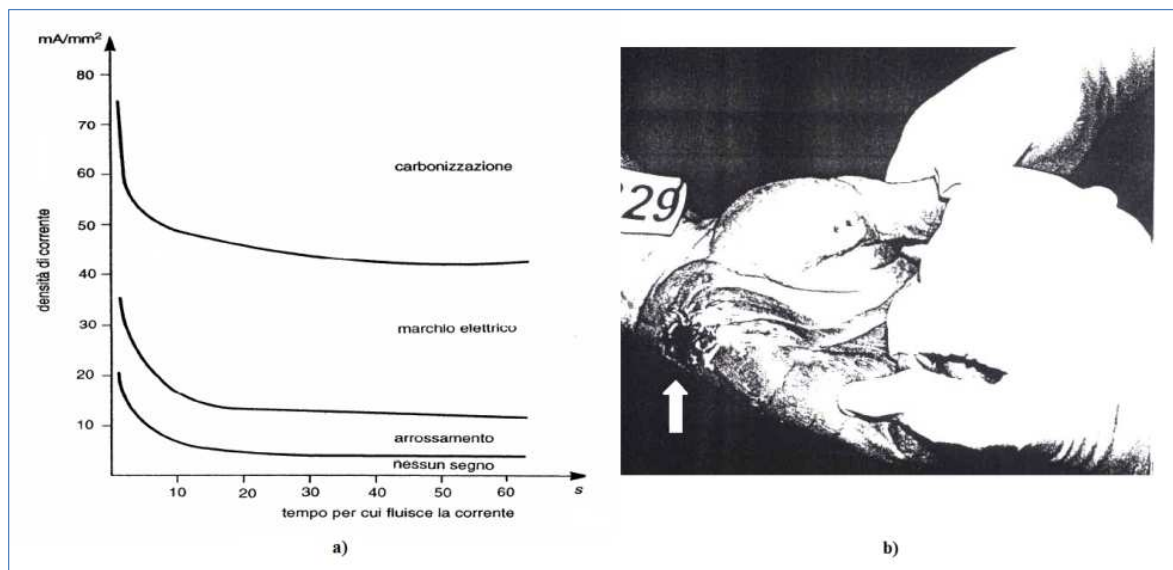 mA/mm²
80
70
60
50
40
30
20
10
densità di corrente
carbonizzazione
marchio elettrico
arrossamento
nessun segno
10 20 30 40 50 60 s
tempo per cui fluisce la corrente
a)
29
b)